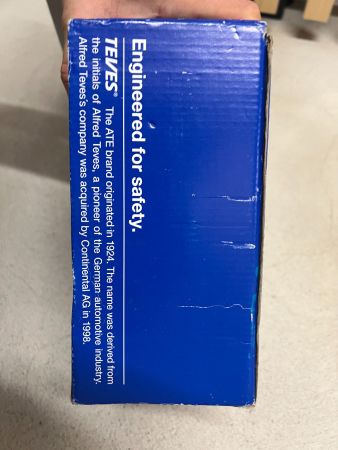 Engineered for safety.
TEVES® The ATE brand originated in 1924. The name was derived from
the initials of Alfred Teves, a pioneer of the German automotive industry.
Alfred Teves's company was acquired by Continental AG in 1998.